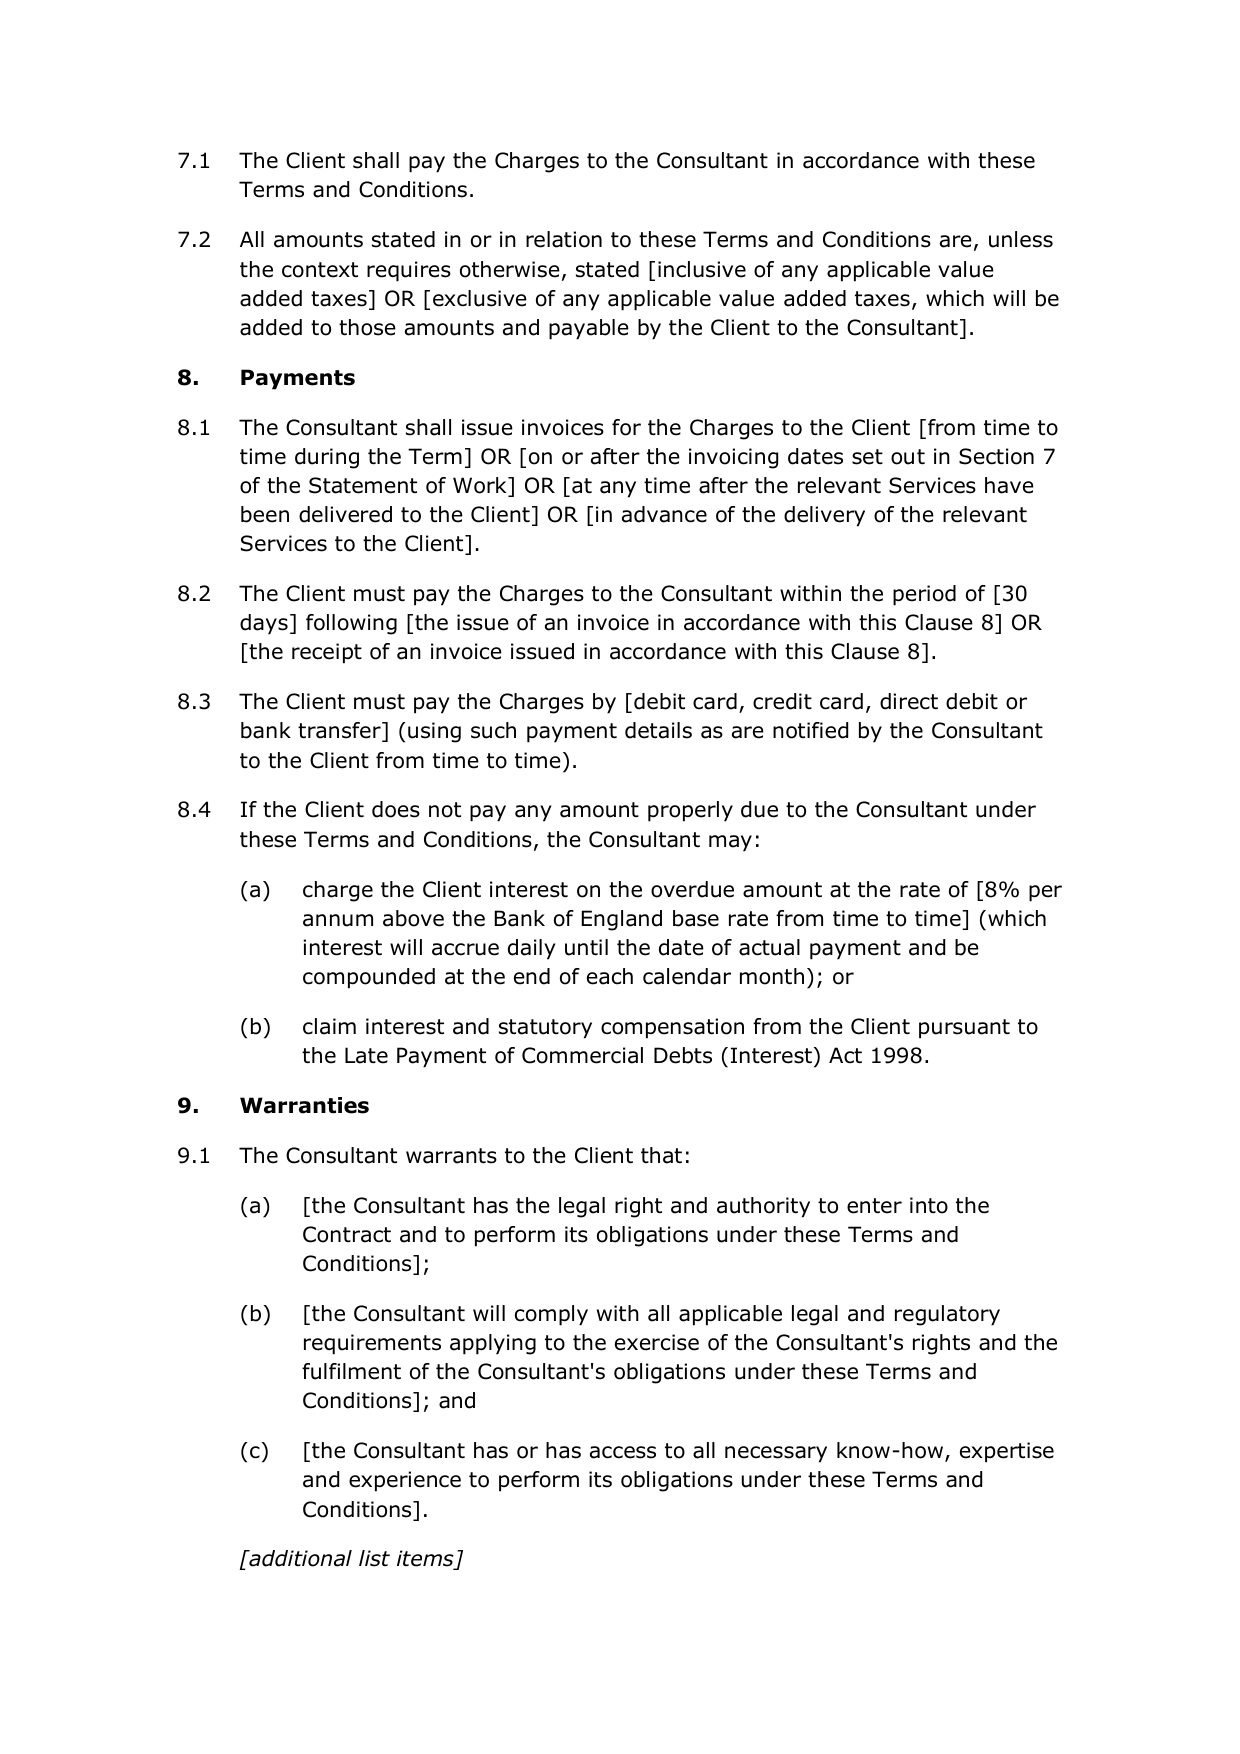 7.1 The Client shall pay the Charges to the Consultant in accordance with these
Terms and Conditions.
7.2 All amounts stated in or in relation to these Terms and Conditions are, unless
the context requires otherwise, stated [inclusive of any applicable value
added taxes] OR [exclusive of any applicable value added taxes, which will be
added to those amounts and payable by the Client to the Consultant].
8. Payments
8.1 The Consultant shall issue invoices for the Charges to the Client [from time to
time during the Term] OR [on or after the invoicing dates set out in Section 7
of the Statement of Work] OR [at any time after the relevant Services have
been delivered to the Client] OR [in advance of the delivery of the relevant
Services to the Client].
8.2 The Client must pay the Charges to the Consultant within the period of [30
days] following [the issue of an invoice in accordance with this Clause 8] OR
[the receipt of an invoice issued in accordance with this Clause 8].
8.3 The Client must pay the Charges by [debit card, credit card, direct debit or
bank transfer] (using such payment details as are notified by the Consultant
to the Client from time to time).
8.4 If the Client does not pay any amount properly due to the Consultant under
these Terms and Conditions, the Consultant may:
(a) charge the Client interest on the overdue amount at the rate of [8% per
annum above the Bank of England base rate from time to time] (which
interest will accrue daily until the date of actual payment and be
compounded at the end of each calendar month); or
(b) claim interest and statutory compensation from the Client pursuant to
the Late Payment of Commercial Debts (Interest) Act 1998.
9. Warranties
9.1 The Consultant warrants to the Client that:
(a) [the Consultant has the legal right and authority to enter into the
Contract and to perform its obligations under these Terms and
Conditions];
(b) [the Consultant will comply with all applicable legal and regulatory
requirements applying to the exercise of the Consultant's rights and the
fulfilment of the Consultant's obligations under these Terms and
Conditions]; and
(c) [the Consultant has or has access to all necessary know-how, expertise
and experience to perform its obligations under these Terms and
Conditions].
[additional list items]